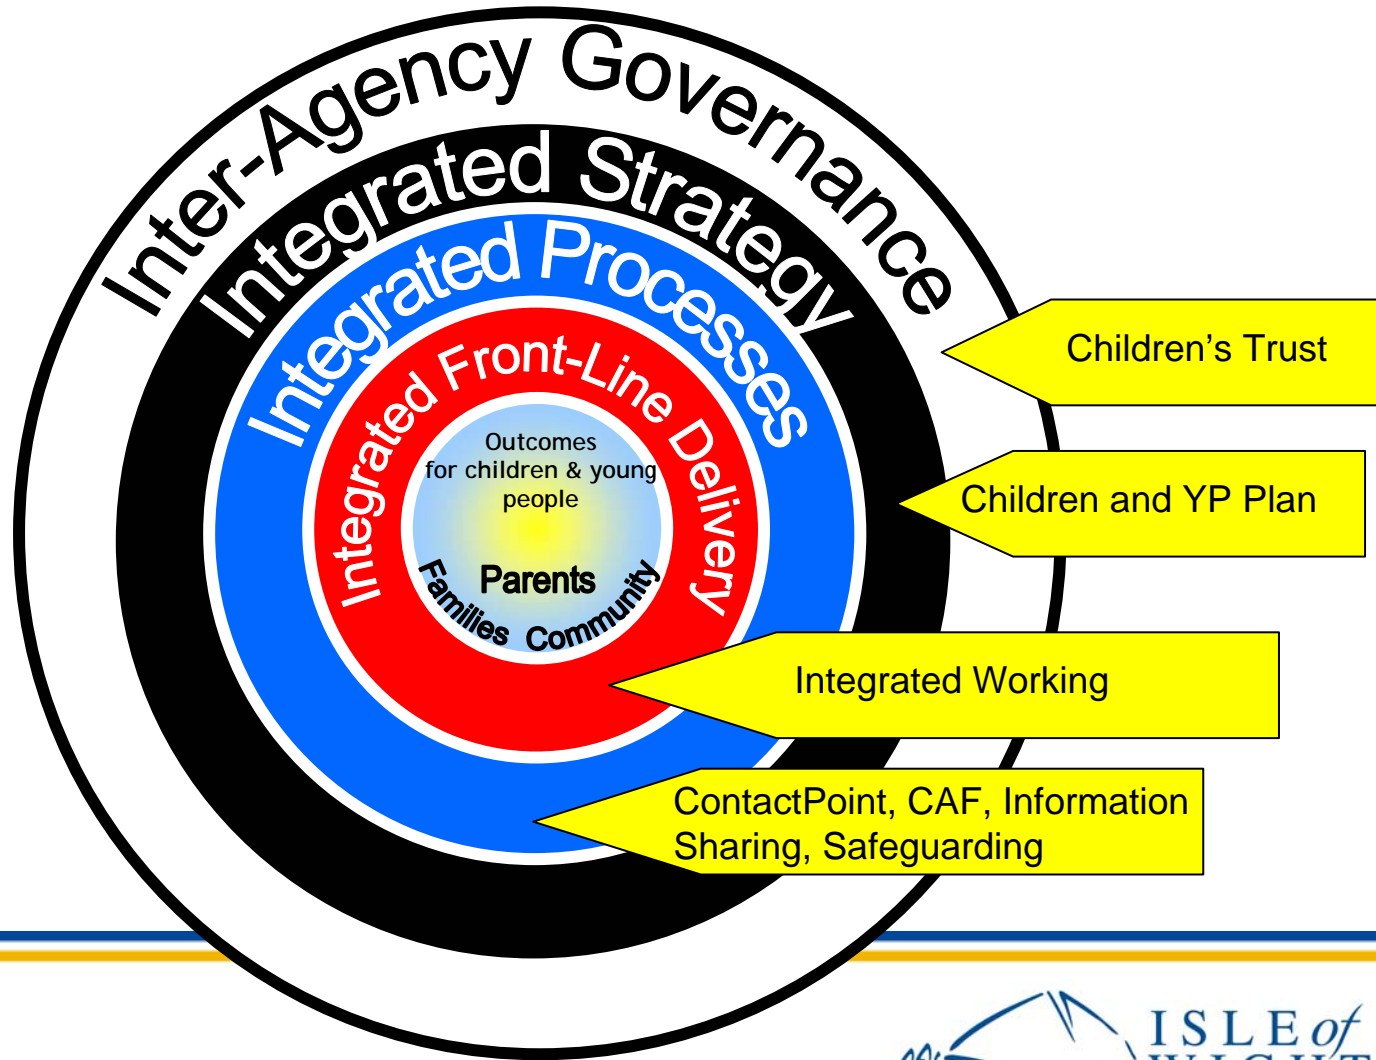 Inter-Agency Governance
Integrated Strategy
Integrated Processes
Integrated Front-Line Delivery
Outcomes
for children & young
people
Parents
Families Community
Children's Trust
Children and YP Plan
Integrated Working
ContactPoint, CAF, Information
Sharing, Safeguarding
ISLE of